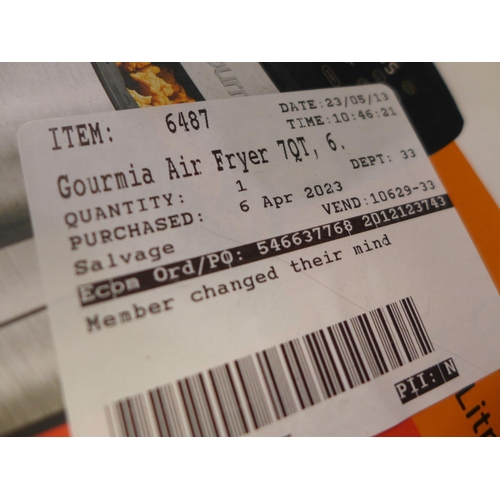 ITEM: 6487 DATE:23/05/13
TIME:10:46:21
Gourmia Air Fryer 7QT, 6.
QUANTITY: 1 DEPT: 33
PURCHASED: 6 Apr 2023
Salvage VEND:10629-33
Ecom Ord/PO: 546637768 2012123743
Member changed their mind
PII: N
Litr